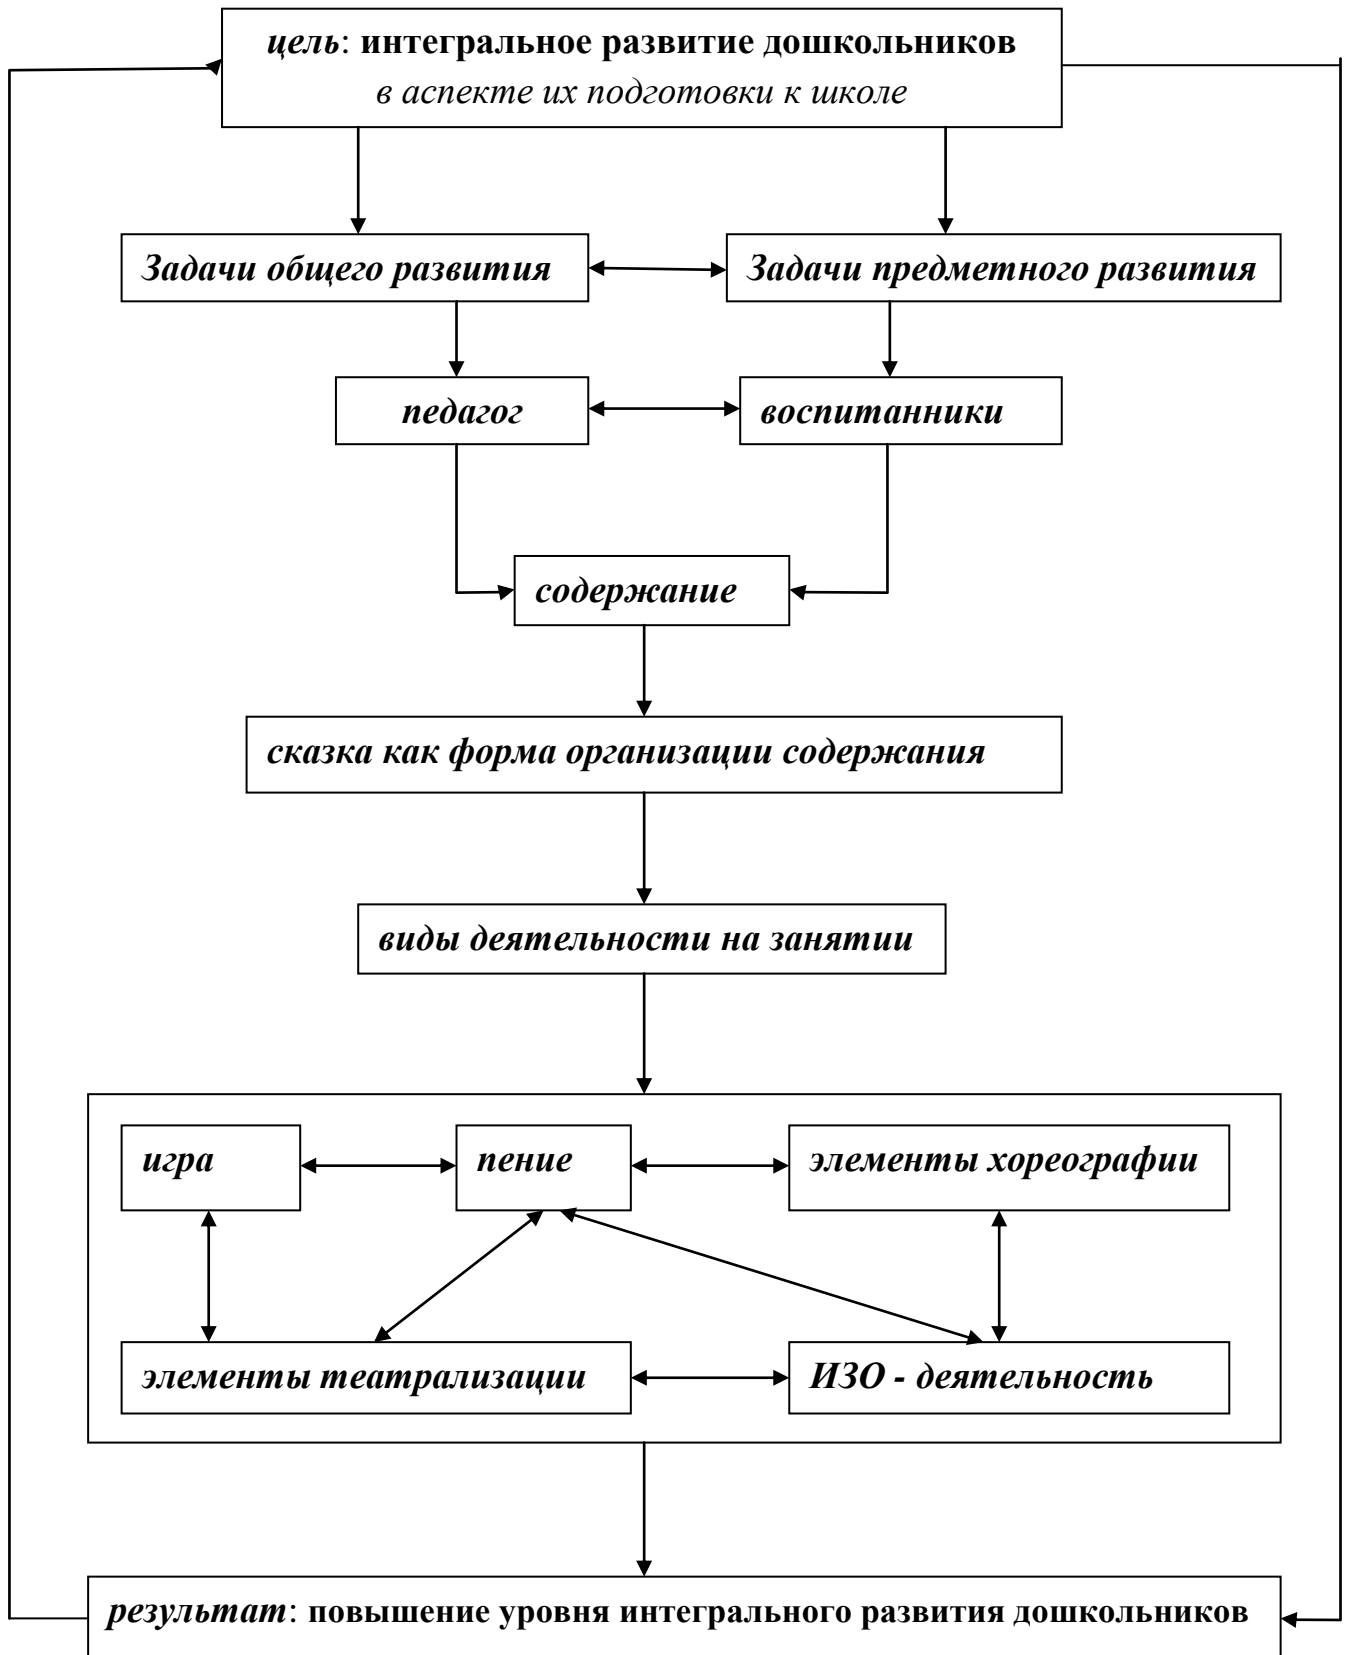 цель: интегральное развитие дошкольников
в аспекте их подготовки к школе
Задачи общего развития
Задачи предметного развития
педагог
воспитанники
содержание
сказка как форма организации содержания
виды деятельности на занятии
игра
пение
элементы хореографии
элементы театрализации
ИЗО - деятельность
результат: повышение уровня интегрального развития дошкольников